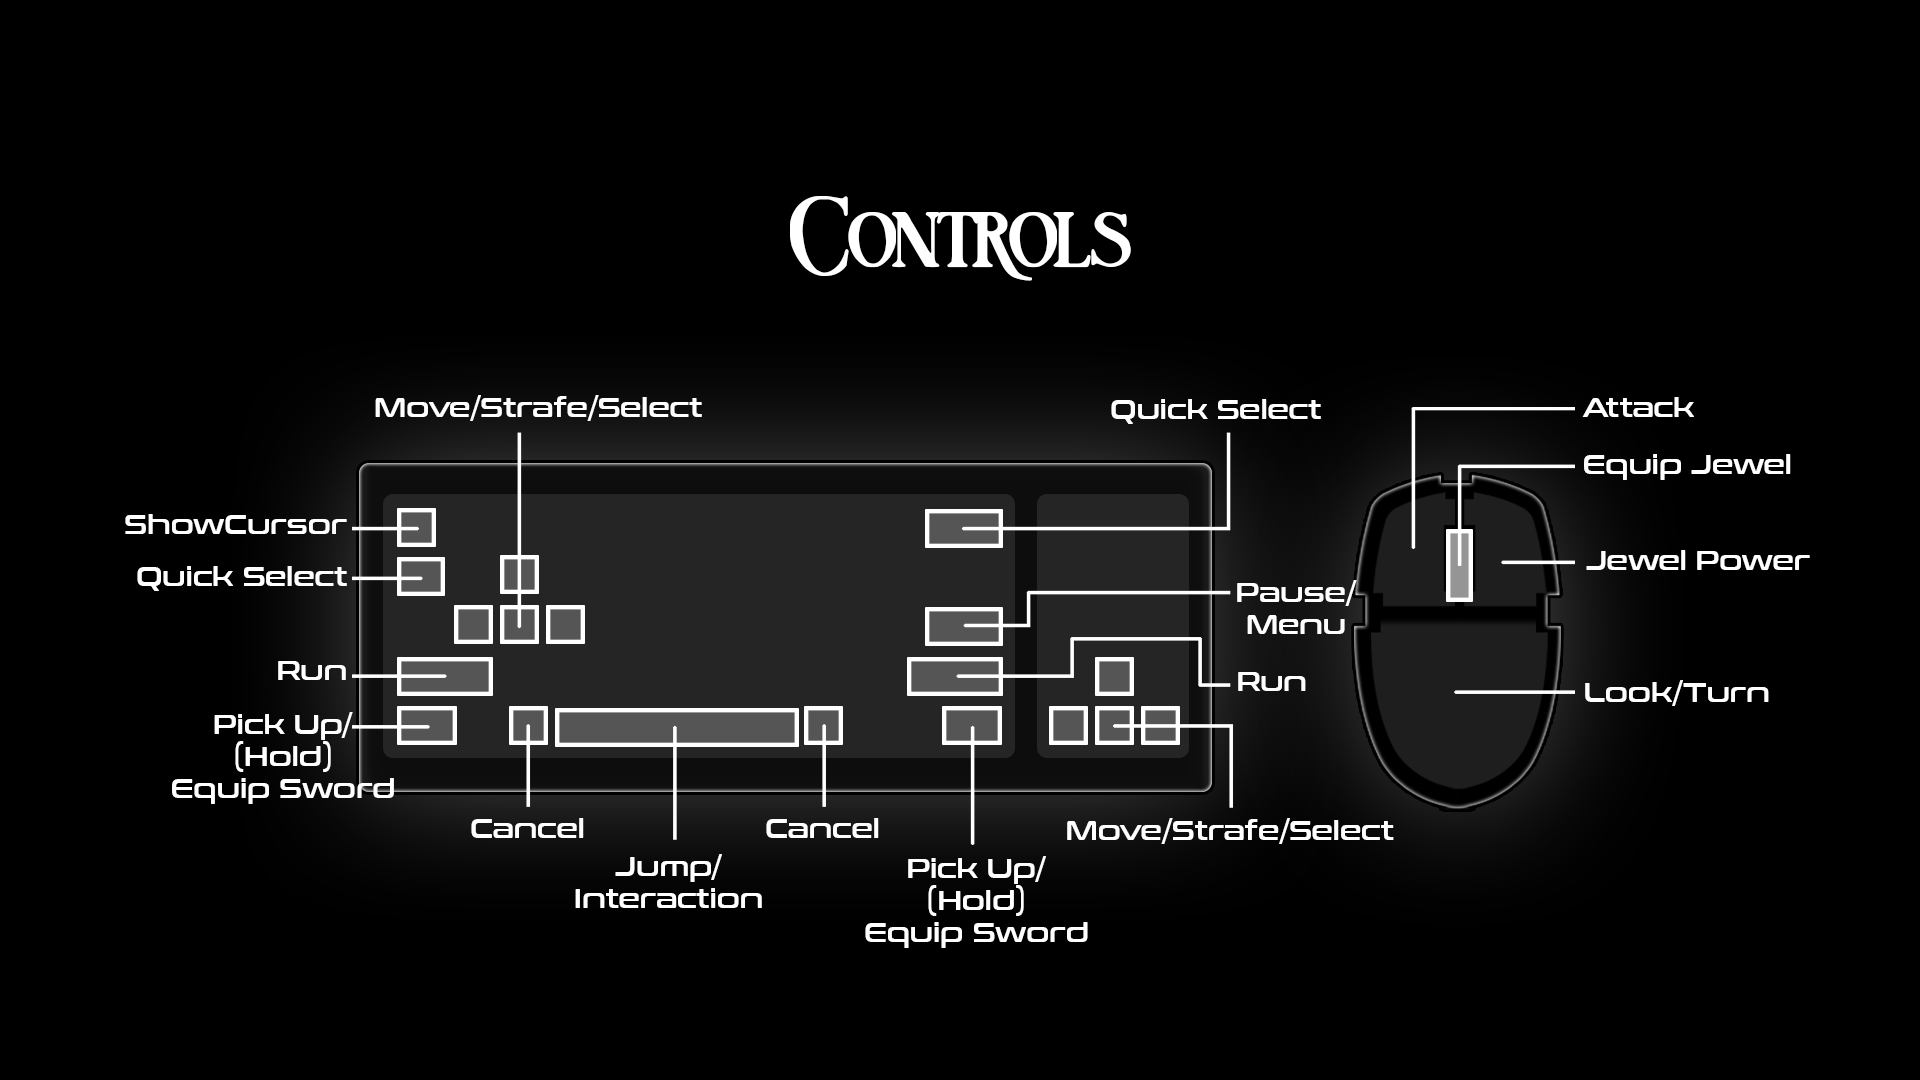 Controls
Move/Strafe/Select
Quick Select
Attack
Equip Jewel
ShowCursor
Quick Select
Jewel Power
Pause/
Menu
Run
Run
Look/Turn
Pick Up/
(Hold)
Equip Sword
Cancel
Cancel
Move/Strafe/Select
Jump/
Interaction
Pick Up/
(Hold)
Equip Sword